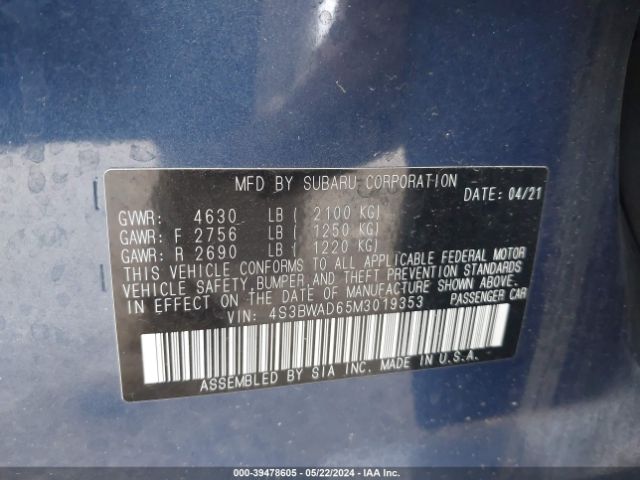 MFD BY SUBARU CORPORATION
DATE: 04/21
GVWR: 4630 LB ( 2100 KG)
GAWR: F 2756 LB ( 1250 KG)
GAWR: R 2690 LB ( 1220 KG)
THIS VEHICLE CONFORMS TO ALL APPLICABLE FEDERAL MOTOR
VEHICLE SAFETY, BUMPER, AND THEFT PREVENTION STANDARDS
IN EFFECT ON THE DATE OF MANUFACTURE SHOWN ABOVE.
VIN: 4S3BWAD65M3019353 PASSENGER CAR
ASSEMBLED BY SIA INC. MADE IN U.S.A.
000-39478605 - 05/22/2024 - IAA Inc.